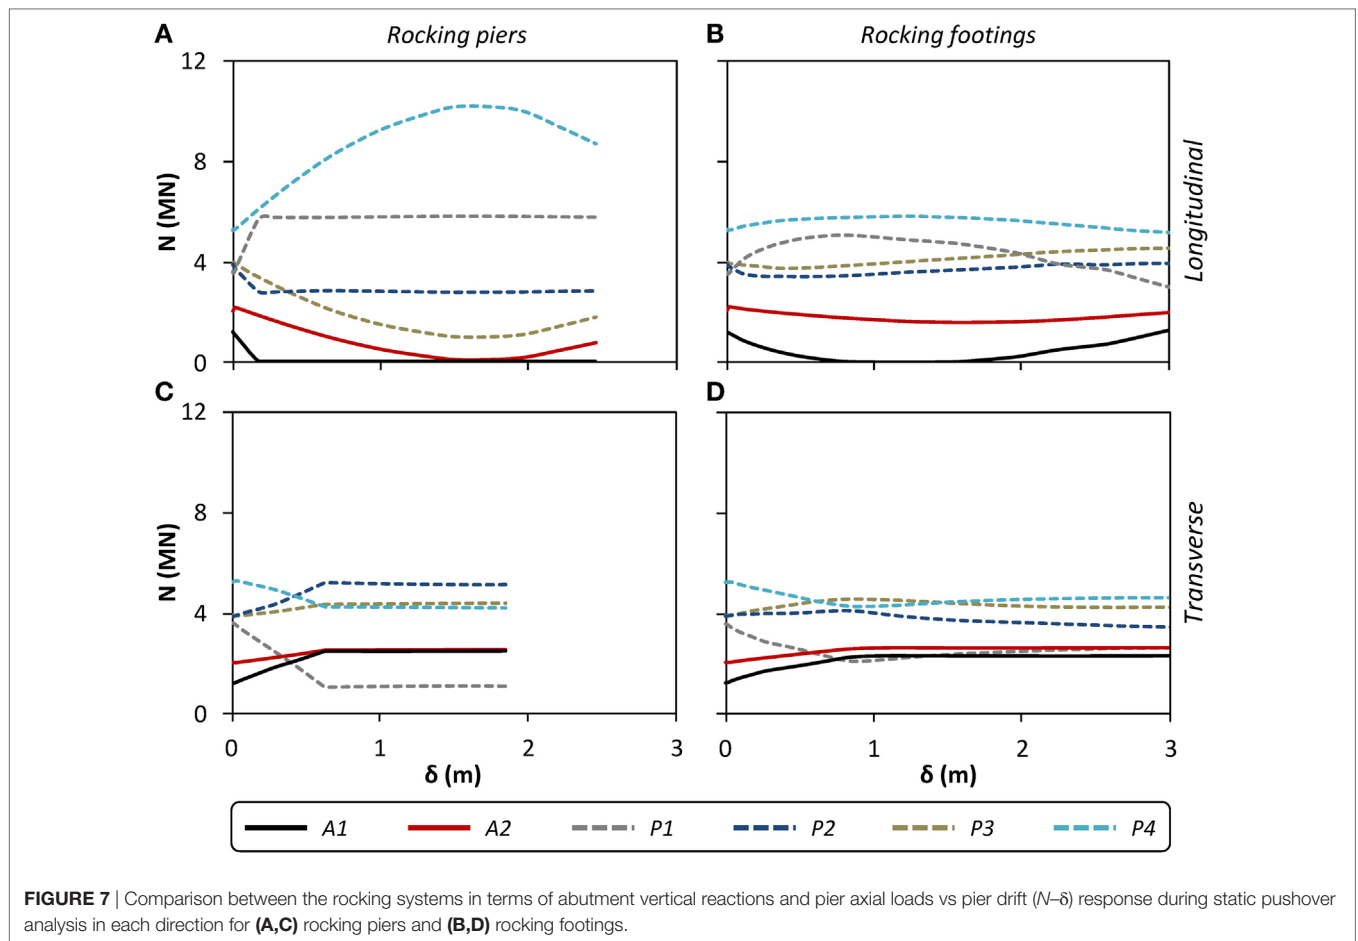 A Rocking piers B Rocking footings
12
8
4
0
N (MN)
Longitudinal
C D
12
8
4
0
N (MN)
Transverse
0 1 2 3 0 1 2 3
δ (m) δ (m)
A1 A2 P1 P2 P3 P4
FIGURE 7 | Comparison between the rocking systems in terms of abutment vertical reactions and pier axial loads vs pier drift (N–δ) response during static pushover
analysis in each direction for (A,C) rocking piers and (B,D) rocking footings.